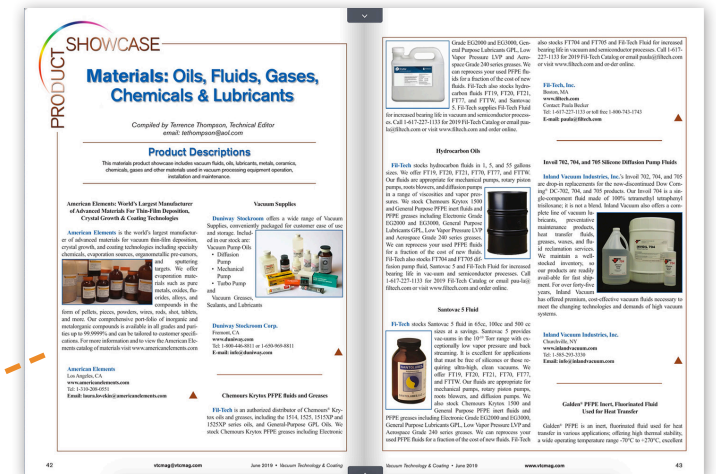 PRODUCT SHOWCASE
Materials: Oils, Fluids, Gases,
Chemicals & Lubricants
Compiled by Terrence Thompson, Technical Editor
email: tethompson@aol.com
Product Descriptions
This materials product showcase includes vacuum fluids, oils, lubricants, metals, ceramics,
chemicals, gases and other materials used in vacuum processing equipment operation,
installation and maintenance.
American Elements: World's Largest Manufacturer
of Advanced Materials For Thin-Film Deposition,
Crystal Growth & Coating Technologies
American Elements is the world's largest manufactur-
er of advanced materials for vacuum thin-film deposition,
crystal growth, and coating technologies including specialty
chemicals, evaporation sources, organometallic pre-cursors,
and sputtering
targets. We offer
evaporation mate-
rials such as pure
metals, oxides, flu-
orides, alloys, and
compounds in the
form of pellets, pieces, powders, wires, rods, shot, tablets,
and more. Our comprehensive port-folio of inorganic and
metalorganic compounds is available in all grades and puri-
ties up to 99.9999% and can be tailored to customer specifi-
cations. For more information and to view the American Ele-
ments catalog of materials visit www.americanelements.com
American Elements
Los Angeles, CA
www.americanelements.com
Tel: 1-310-208-0551
Email: laura.lovekin@americanelements.com
Vacuum Supplies
Duniway Stockroom offers a wide range of Vacuum
Supplies, conveniently packaged for customer ease of use
and storage. Includ-
ed in our stock are:
Vacuum Pump Oils
• Diffusion
Pump
• Mechanical
Pump
• Turbo Pump
and
Vacuum Greases,
Sealants, and Lubricants
Duniway Stockroom Corp.
Fremont, CA
www.duniway.com
Tel: 1-800-446-8811 or 1-650-969-8811
E-mail: info@duniway.com
Chemours Krytox PFPE fluids and Greases
Fil-Tech is an authorized distributor of Chemours® Kry-
tox oils and greases, including the 1514, 1525, 1515XP and
1525XP series oils, and General-Purpose GPL Oils. We
stock Chemours Krytox PFPE greases including Electronic
42
vtcmag@vtcmag.com
June 2019 • Vacuum Technology & Coating
Grade EG2000 and EG3000, Gen-
eral Purpose Lubricants GPL, Low
Vapor Pressure LVP and Aero-
space Grade 240 series greases. We
can reprocess your used PFPE flu-
ids for a fraction of the cost of new
fluids. Fil-Tech also stocks hydro-
carbon fluids FT19, FT20, FT21,
FT77, and FTTW, and Santovac
5. Fil-Tech supplies Fil-Tech Fluid
for increased bearing life in vacuum and semiconductor process-
es. Call 1-617-227-1133 for 2019 Fil-Tech Catalog or email pau-
la@filtech.com or visit www.filtech.com and order online.
Hydrocarbon Oils
Fil-Tech stocks hydrocarbon fluids in 1, 5, and 55 gallons
sizes. We offer FT19, FT20, FT21, FT70, FT77, and FTTW.
Our fluids are appropriate for mechanical pumps, rotary piston
pumps, roots blowers, and diffusion pumps
in a range of viscosities and vapor pres-
sures. We stock Chemours Krytox 1500
and General Purpose PFPE inert fluids and
PFPE greases including Electronic Grade
EG2000 and EG3000, General Purpose
Lubricants GPL, Low Vapor Pressure LVP
and Aerospace Grade 240 series greases.
We can reprocess your used PFPE fluids
for a fraction of the cost of new fluids.
Fil-Tech also stocks FT704 and FT705 dif-
fusion pump fluid, Santovac 5 and Fil-Tech Fluid for increased
bearing life in vac-uum and semiconductor processes. Call
1-617-227-1133 for 2019 Fil-Tech Catalog or email pau-la@
filtech.com or visit www.filtech.com and order online.
Santovac 5 Fluid
Fi-Tech stocks Santovac 5 fluid in 65cc, 100cc and 500 cc
sizes at a savings. Santovac 5 provides
vac-uums in the 10⁻¹⁰ Torr range with ex-
ceptionally low vapor pressure and back
streaming. It is excellent for applications
that must be free of silicones or those re-
quiring ultra-high, clean vacuums. We
offer FT19, FT20, FT21, FT70, FT77,
and FTTW. Our fluids are appropriate for
mechanical pumps, rotary piston pumps,
roots blowers, and diffusion pumps. We
also stock Chemours Krytox 1500 and
General Purpose PFPE inert fluids and
PFPE greases including Electronic Grade EG2000 and EG3000,
General Purpose Lubricants GPL, Low Vapor Pressure LVP and
Aerospace Grade 240 series greases. We can reprocess your
used PFPE fluids for a fraction of the cost of new fluids. Fil-Tech
also stocks FT704 and FT705 and Fil-Tech Fluid for increased
bearing life in vacuum and semiconductor processes. Call 1-617-
227-1133 for 2019 Fil-Tech Catalog or email paula@filtech.com
or visit www.filtech.com and or-der online.
Fil-Tech, Inc.
Boston, MA
www.filtech.com
Contact: Paula Becker
Tel: 1-617-227-1133 or toll free 1-800-743-1743
E-mail: paula@filtech.com
Invoil 702, 704, and 705 Silicone Diffusion Pump Fluids
Inland Vacuum Industries, Inc.'s Invoil 702, 704, and 705
are drop-in replacements for the now-discontinued Dow Corn-
ing® DC-702, 704, and 705 products. Our Invoil 704 is a sin-
gle-component fluid made of 100% tetramethyl tetraphenyl
trisiloxane; it is not a blend. Inland Vacuum also offers a com-
plete line of vacuum lu-
bricants, preventative
maintenance products,
heat transfer fluids,
greases, waxes, and flu-
id reclamation services.
We maintain a well-
stocked inventory, so
our products are readily
available for fast ship-
ment. For over forty-five
years, Inland Vacuum
has offered premium, cost-effective vacuum fluids necessary to
meet the changing technologies and demands of high vacuum
systems.
Inland Vacuum Industries, Inc.
Churchville, NY
www.inlandvacuum.com
Tel: 1-585-293-3330
Email: info@inlandvacuum.com
Galden® PFPE Inert, Fluorinated Fluid
Used for Heat Transfer
Galden® PFPE is an inert, fluorinated fluid used for heat
transfer in various applications; offering high thermal stability,
a wide operating temperature range -70°C to +270°C, excellent
Vacuum Technology & Coating • June 2019
www.vtcmag.com
43